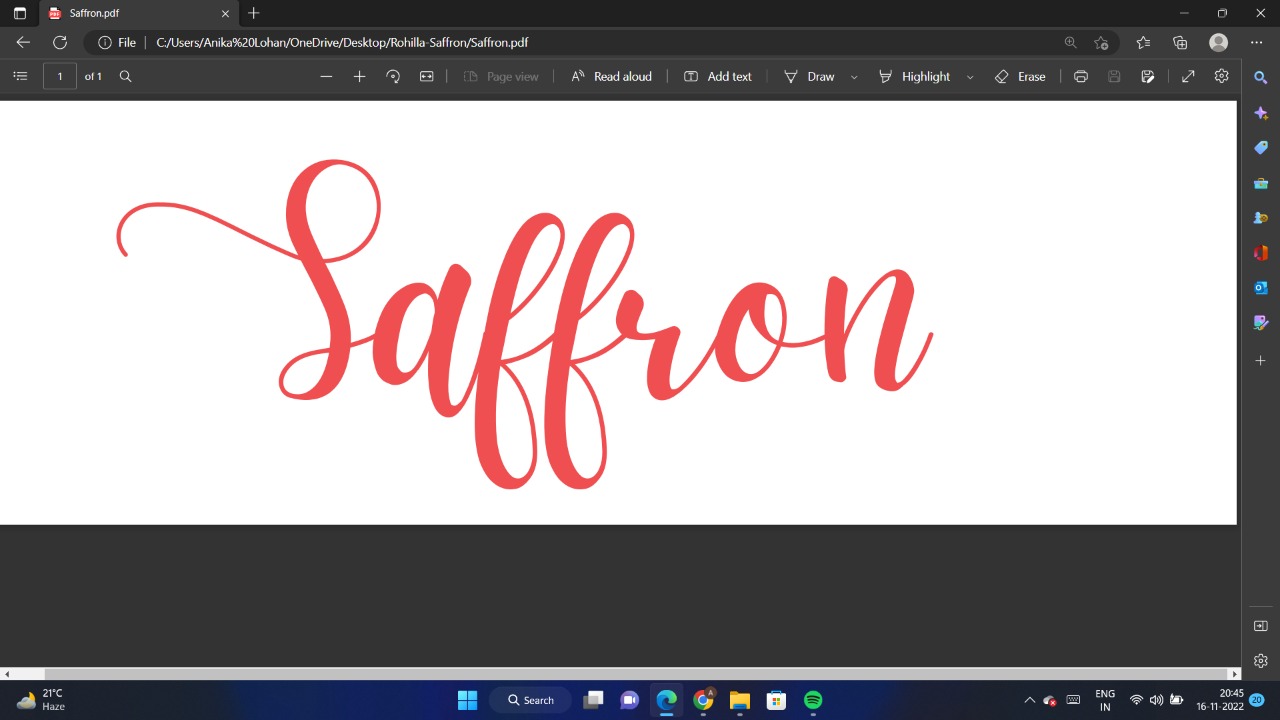 Saffron.pdf
File
C:/Users/Anika%20Lohan/OneDrive/Desktop/Rohilla-Saffron/Saffron.pdf
1 of 1
Page view
Read aloud
Add text
Draw
Highlight
Erase
Saffron
21°C
Haze
Search
A
ENG
IN
20:45
16-11-2022
20